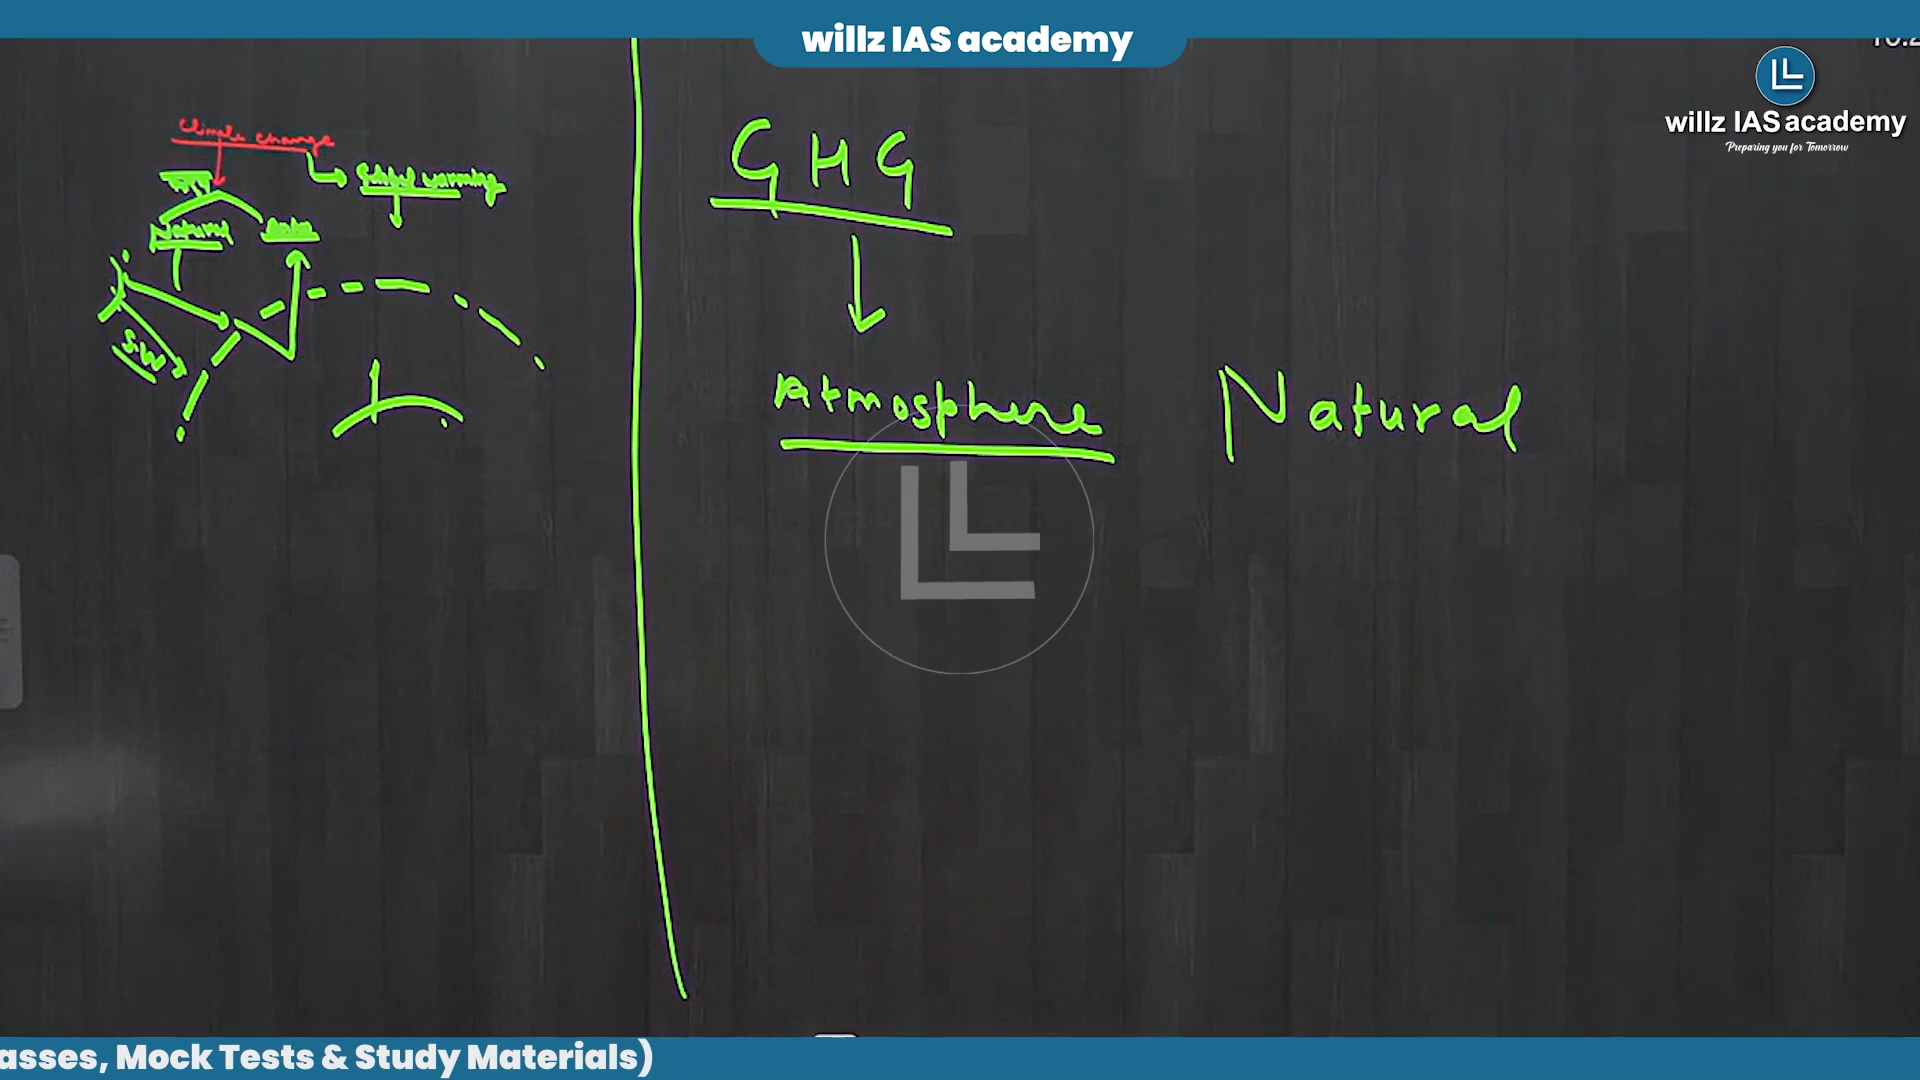 willz IAS academy
willz IAS academy
Preparing you for Tomorrow
Climate change
Global warming
Natural
GHG
Atmosphere
Natural
asses, Mock Tests & Study Materials)